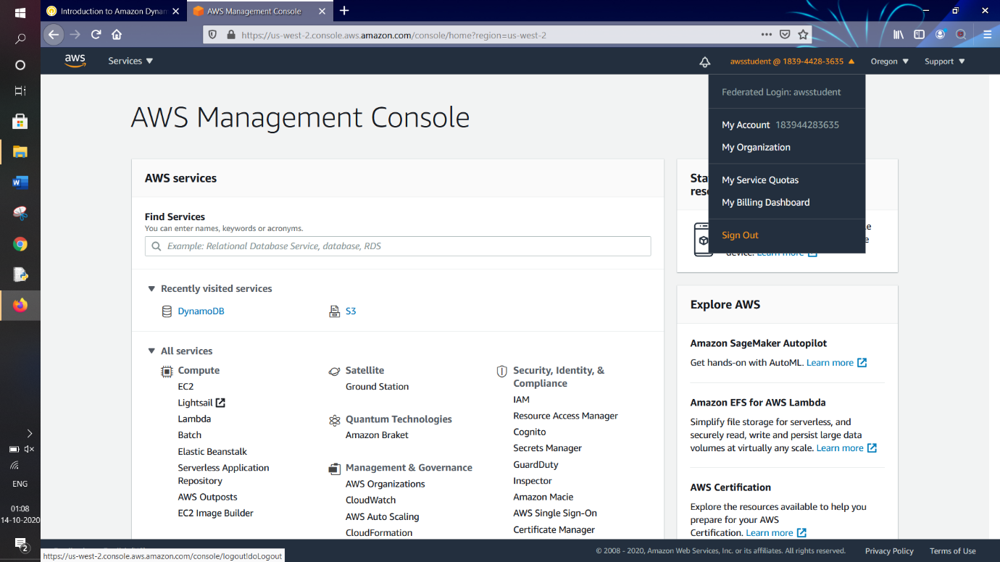 Introduction to Amazon Dynam
AWS Management Console
https://us-west-2.console.aws.amazon.com/console/home?region=us-west-2
aws
Services
awsstudent @ 1839-4428-3635
Oregon
Support
Federated Login: awsstudent
My Account 183944283635
My Organization
My Service Quotas
My Billing Dashboard
Sign Out
AWS Management Console
AWS services
Find Services
You can enter names, keywords or acronyms.
Example: Relational Database Service, database, RDS
Recently visited services
DynamoDB
S3
All services
Compute
EC2
Lightsail
Lambda
Batch
Elastic Beanstalk
Serverless Application
Repository
AWS Outposts
EC2 Image Builder
Satellite
Ground Station
Quantum Technologies
Amazon Braket
Management & Governance
AWS Organizations
CloudWatch
AWS Auto Scaling
CloudFormation
Security, Identity, &
Compliance
IAM
Resource Access Manager
Cognito
Secrets Manager
GuardDuty
Inspector
Amazon Macie
AWS Single Sign-On
Certificate Manager
Explore AWS
Amazon SageMaker Autopilot
Get hands-on with AutoML. Learn more
Amazon EFS for AWS Lambda
Simplify file storage for serverless, and
securely read, write and persist large data
volumes at virtually any scale. Learn more
AWS Certification
Explore the resources available to help you
prepare for your AWS
Certification. Learn more
https://us-west-2.console.aws.amazon.com/console/logout!doLogout
© 2008 - 2020, Amazon Web Services, Inc. or its affiliates. All rights reserved.
Privacy Policy
Terms of Use
ENG
01:08
14-10-2020
2